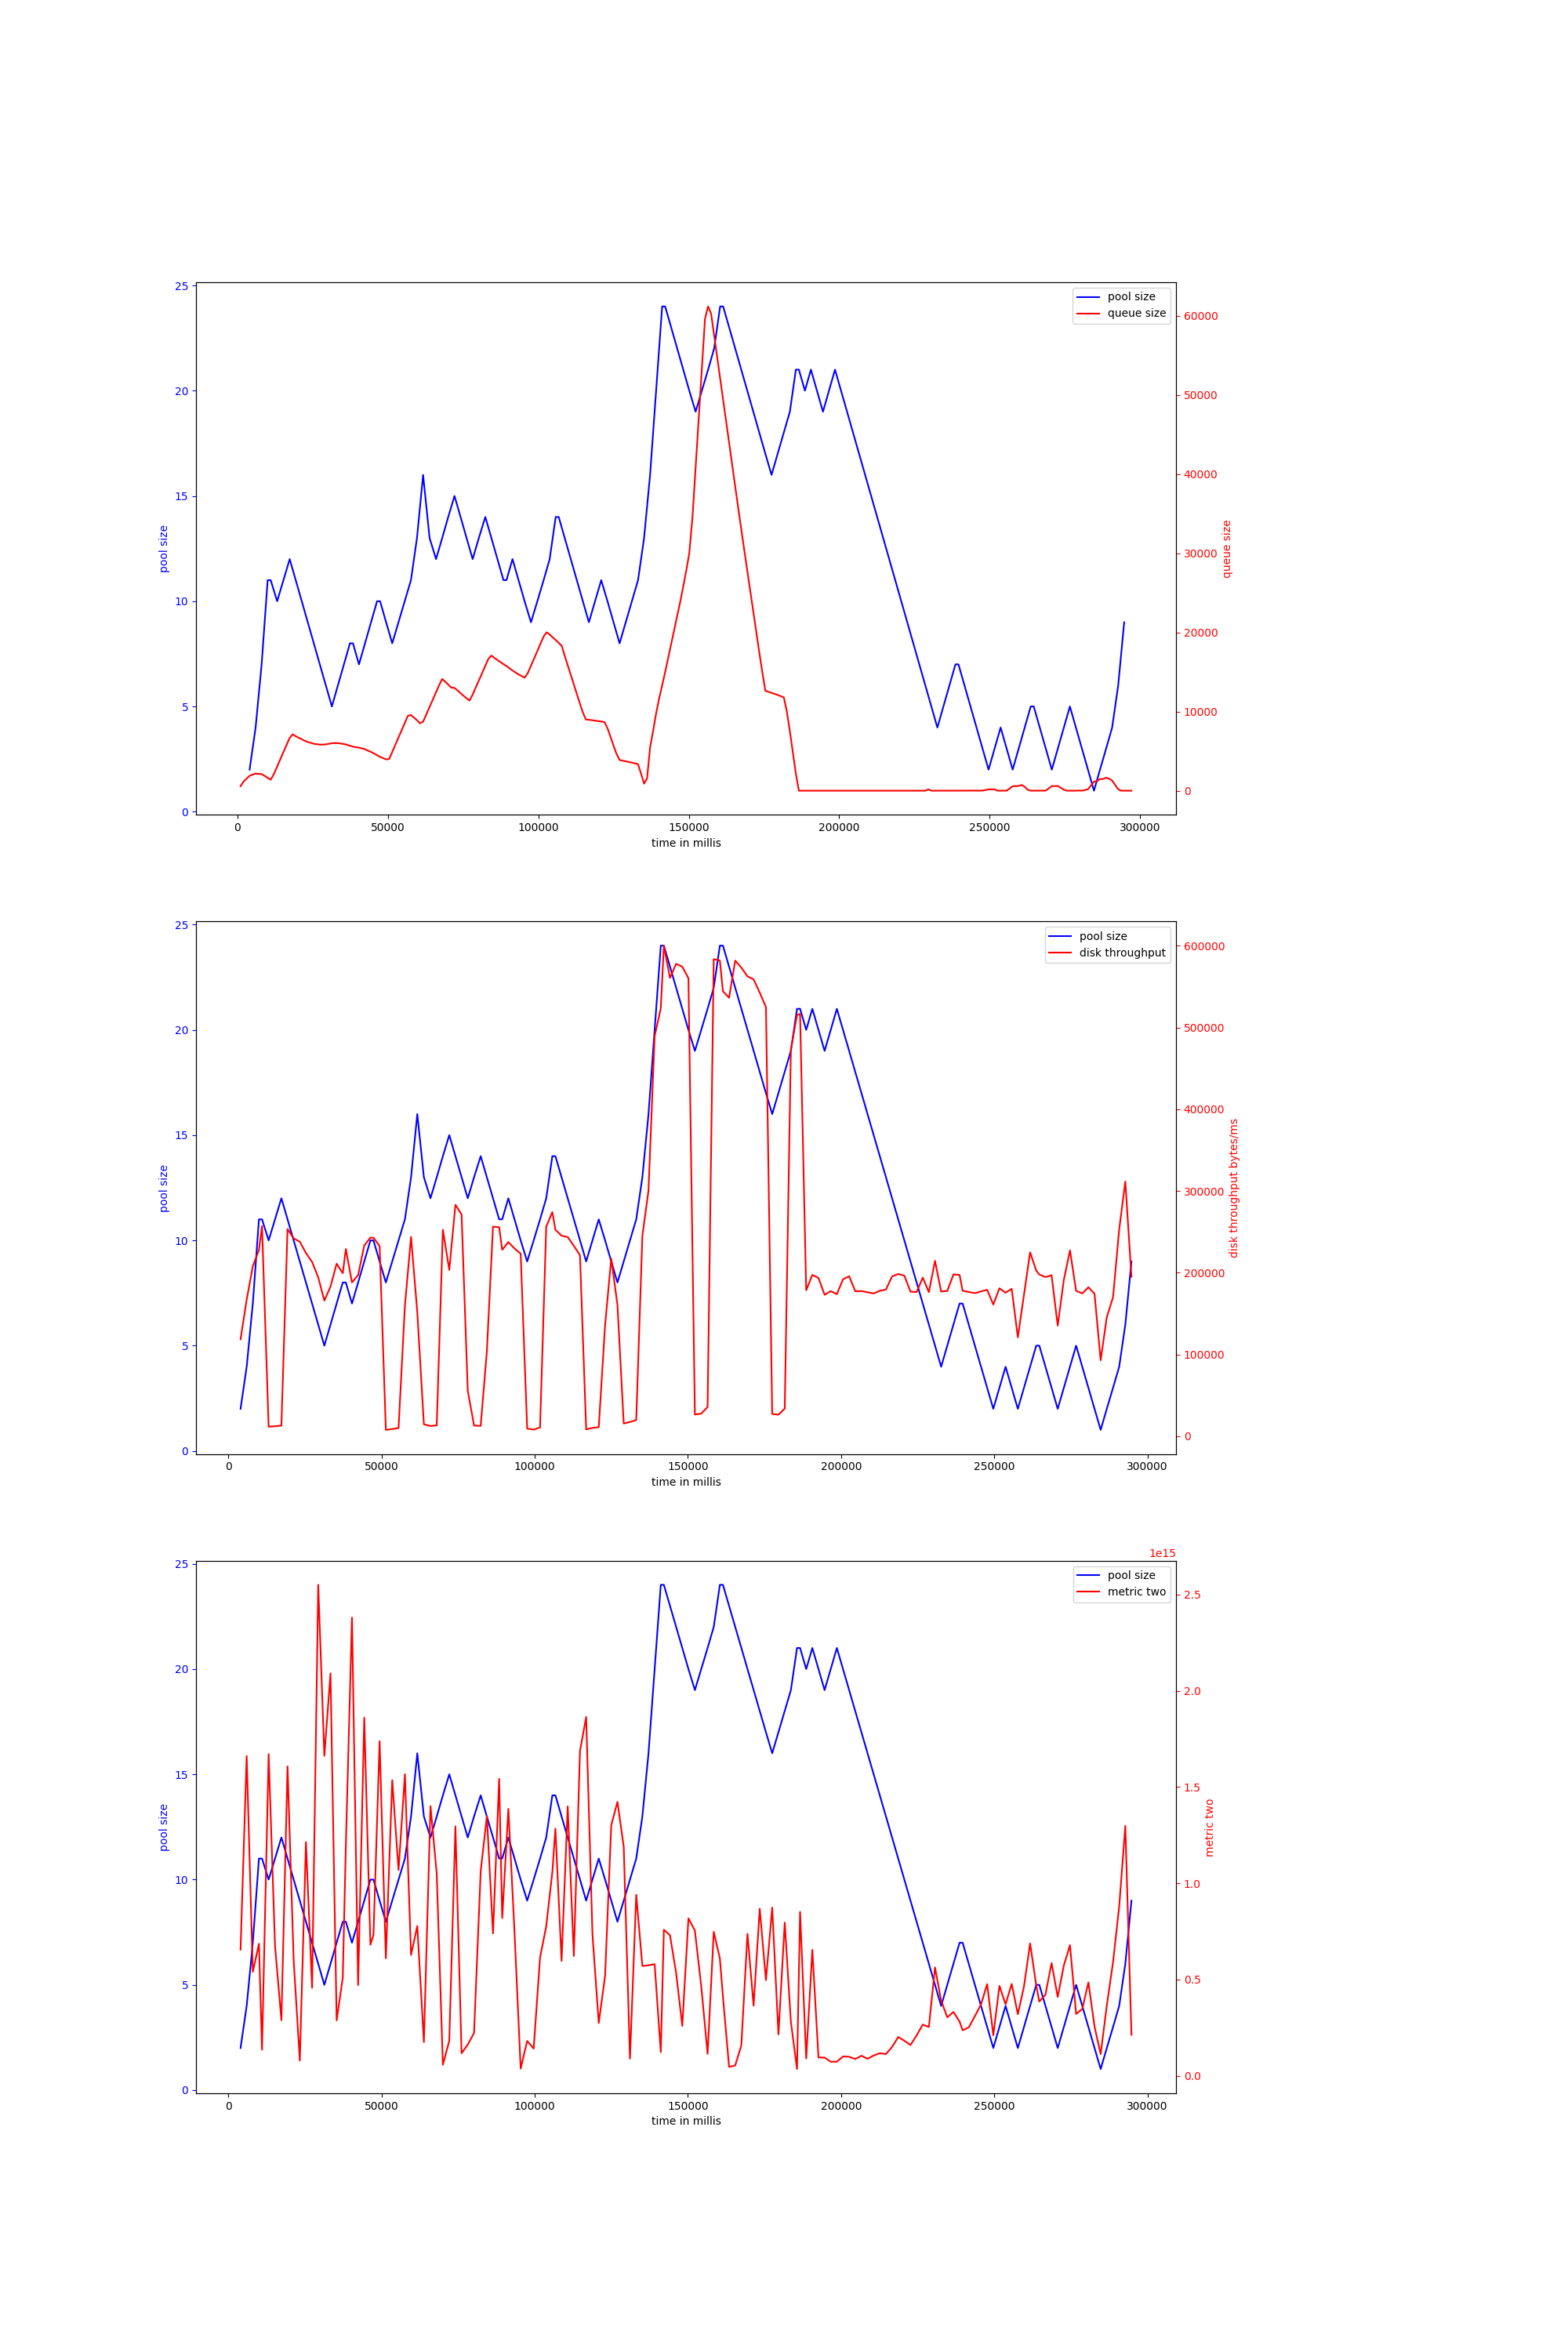 25
20
15
10
5
0
pool size
pool size
queue size
60000
50000
40000
30000
20000
10000
0
queue size
0 50000 100000 150000 200000 250000 300000
time in millis
25
20
15
10
5
0
pool size
pool size
disk throughput
600000
500000
400000
300000
200000
100000
0
disk throughput bytes/ms
0 50000 100000 150000 200000 250000 300000
time in millis
1e15
25
20
15
10
5
0
pool size
pool size
metric two
2.5
2.0
1.5
1.0
0.5
0.0
metric two
0 50000 100000 150000 200000 250000 300000
time in millis